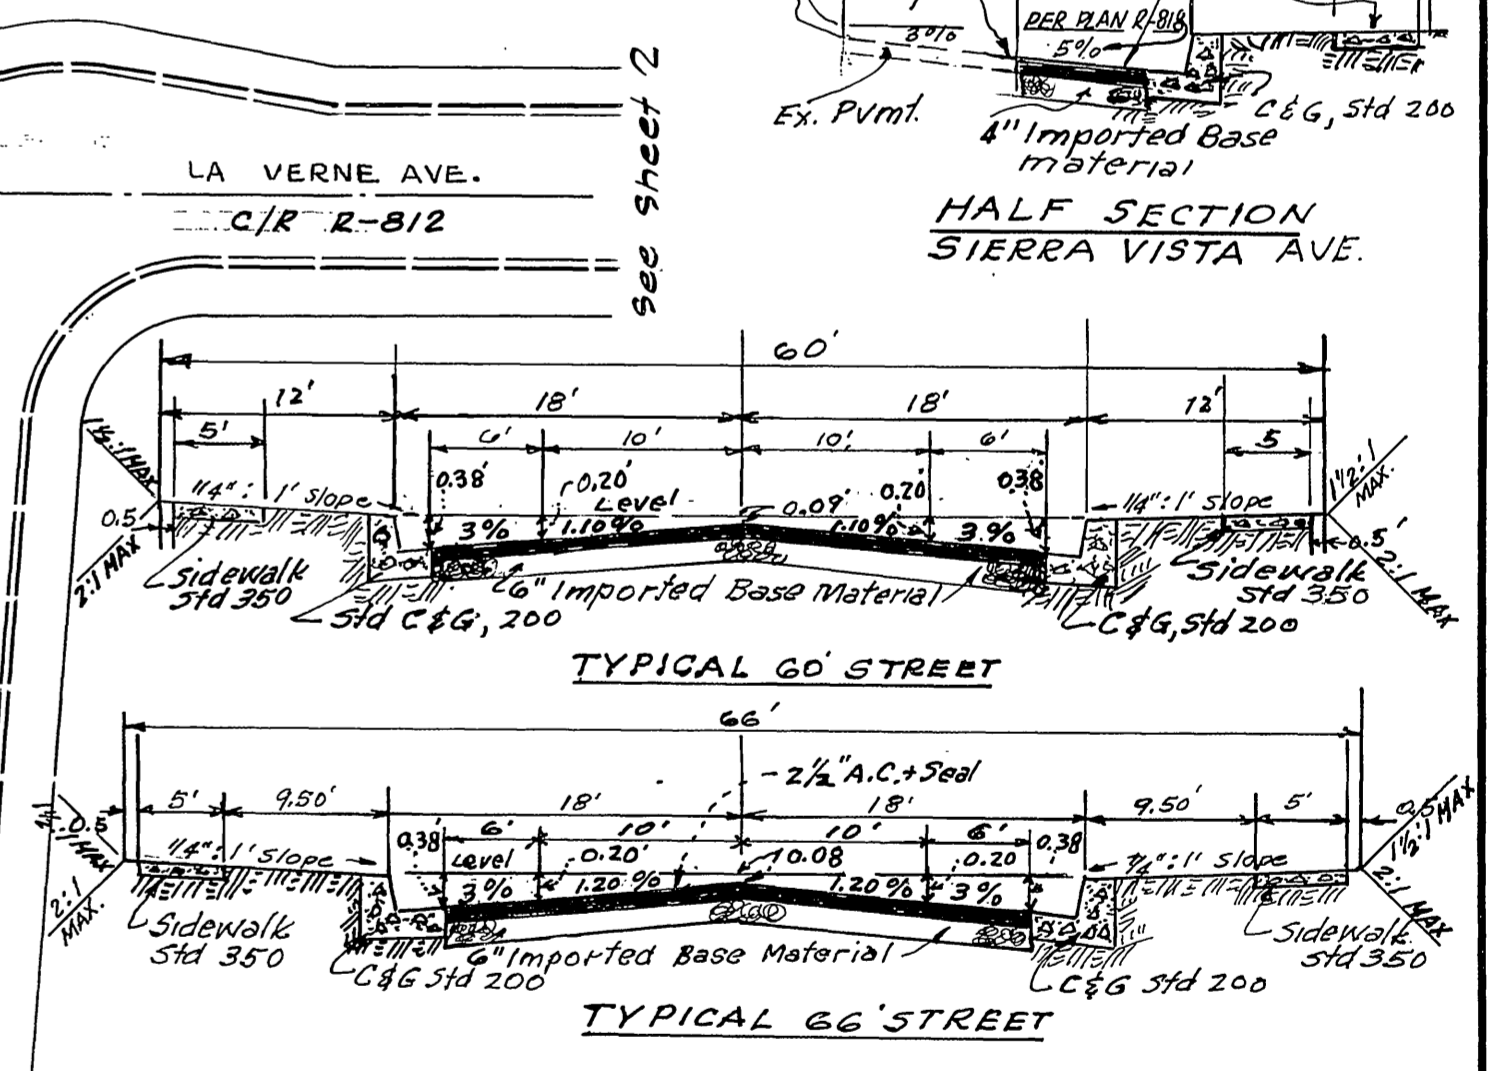 PER PLAN R-818
3%
5%
Ex. Pvmt.
C & G, Std 200
4" Imported Base
material
HALF SECTION
SIERRA VISTA AVE.
See Sheet 2
LA VERNE AVE.
C/R R-812
60'
12'
18'
18'
12'
5'
6'
10'
10'
6'
5
1½:1 MAX
0.38'
0.20'
0.20'
0.38
1½:1
MAX.
1/4": 1' Slope
Level
0.09'
1/4": 1' Slope
0.5
3%
1.10%
1.10%
3%
0.5'
2:1 MAX
2:1 MAX
Sidewalk
Std 350
6" Imported Base Material
Sidewalk
Std 350
Std C & G, 200
C & G, Std 200
TYPICAL 60' STREET
66'
2½" A.C. + Seal
5'
9.50'
18'
18'
9.50'
5'
0.5
0.5
1½:1 MAX
0.38'
6'
10'
10'
6'
0.38
1/4": 1' Slope
Level
0.20'
0.08
0.20
1/4": 1' Slope
3%
1.20%
1.20%
3%
2:1
MAX.
2:1
MAX
Sidewalk
Std 350
6" Imported Base Material
Sidewalk
Std 350
C & G Std 200
C & G Std 200
TYPICAL 66' STREET